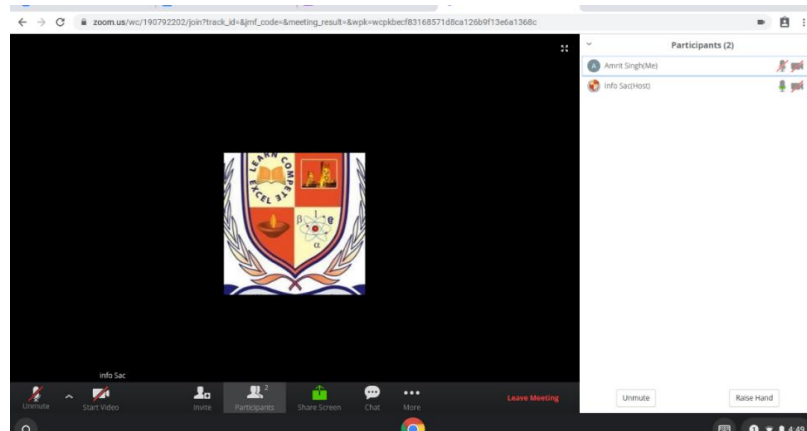 zoom.us/wc/190792202/join?track_id=&jmf_code=&meeting_result=&wpk=wcpkbecf83168571d8ca126b9f13e6a1368c
Participants (2)
A Amrit Singh(Me)
info Sac(Host)
LEARN COMPETE EXCEL
β 1 e
α
info Sac
Unmute
Start Video
Invite
Participants 2
Share Screen
Chat
More
Leave Meeting
Unmute
Raise Hand
4:49